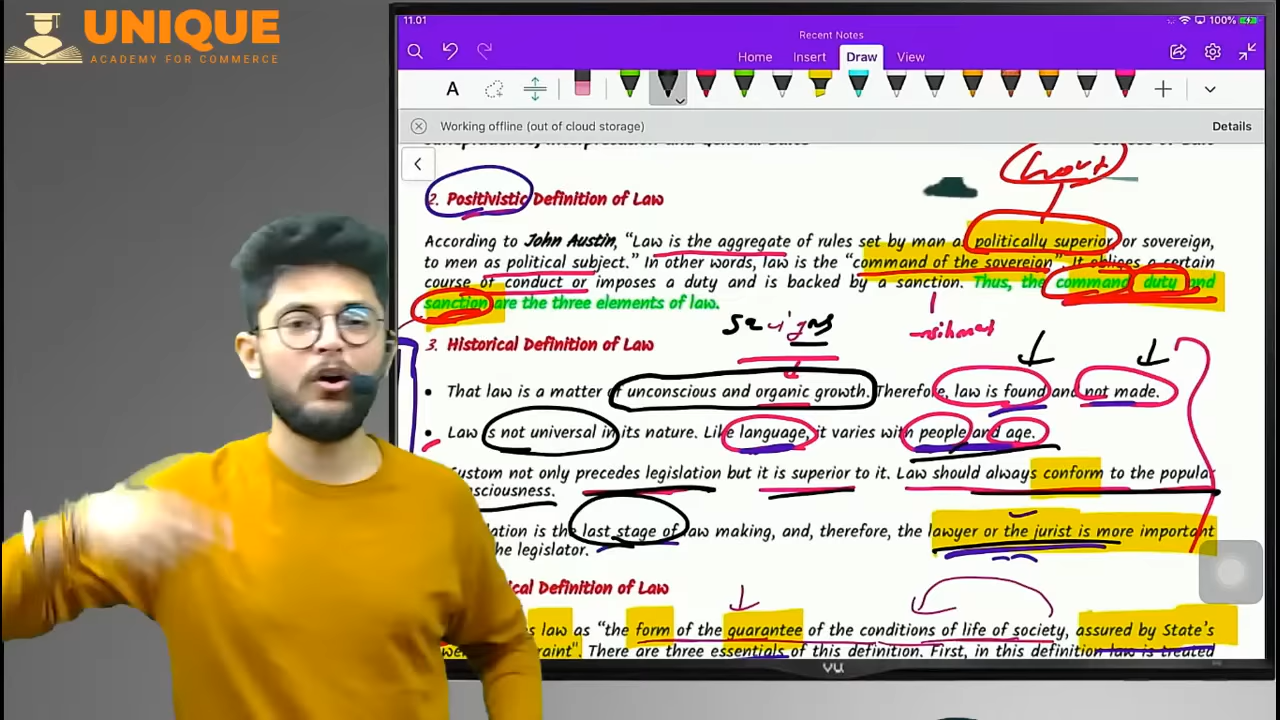 UNIQUE
ACADEMY FOR COMMERCE
11.01
100%
Recent Notes
Home Insert Draw View
A
Working offline (out of cloud storage)
Details
2. Positivistic Definition of Law
According to John Austin, "Law is the aggregate of rules set by man as politically superior or sovereign,
to men as political subject." In other words, law is the "command of the sovereign". It obliges a certain
course of conduct or imposes a duty and is backed by a sanction. Thus, the command, duty and
sanction are the three elements of law.
3. Historical Definition of Law
• That law is a matter of unconscious and organic growth. Therefore, law is found and not made.
• Law is not universal in its nature. Like language, it varies with people and age.
Custom not only precedes legislation but it is superior to it. Law should always conform to the popular
sciousness.
lation is the last stage of law making, and, therefore, the lawyer or the jurist is more important
the legislator.
ical Definition of Law
s law as "the form of the guarantee of the conditions of life of society, assured by State's
raint". There are three essentials of this definition. First, in this definition law is treated
VU